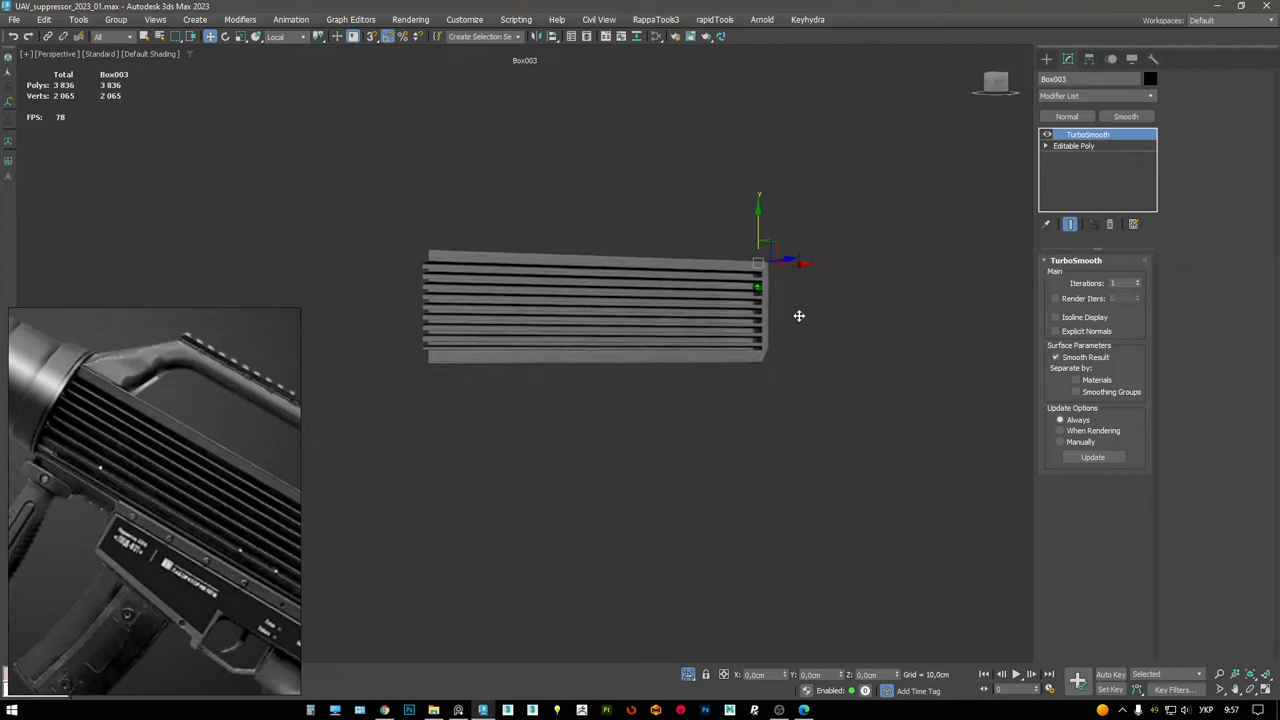 UAV_suppressor_2023_01.max - Autodesk 3ds Max 2023
File Edit Tools Group Views Create Modifiers Animation Graph Editors Rendering Customize Scripting Help Civil View RappaTools3 rapidTools Arnold Keyhydra
Workspaces: Default
All Local Create Selection Se
[+] [Perspective] [Standard] [Default Shading]
Box003
Total Box003
Polys: 3 836 3 836
Verts: 2 065 2 065
FPS: 78
y
Box003
Modifier List
Normal Smooth
TurboSmooth
Editable Poly
TurboSmooth
Main
Iterations: 1
Render Iters: 0
Isoline Display
Explicit Normals
Surface Parameters
Smooth Result
Separate by:
Materials
Smoothing Groups
Update Options
Always
When Rendering
Manually
Update
X: 0,0cm Y: 0,0cm Z: 0,0cm Grid = 10,0cm
Auto Key Selected
Enabled: Add Time Tag
0 Set Key Key Filters...
49 УКР 9:57